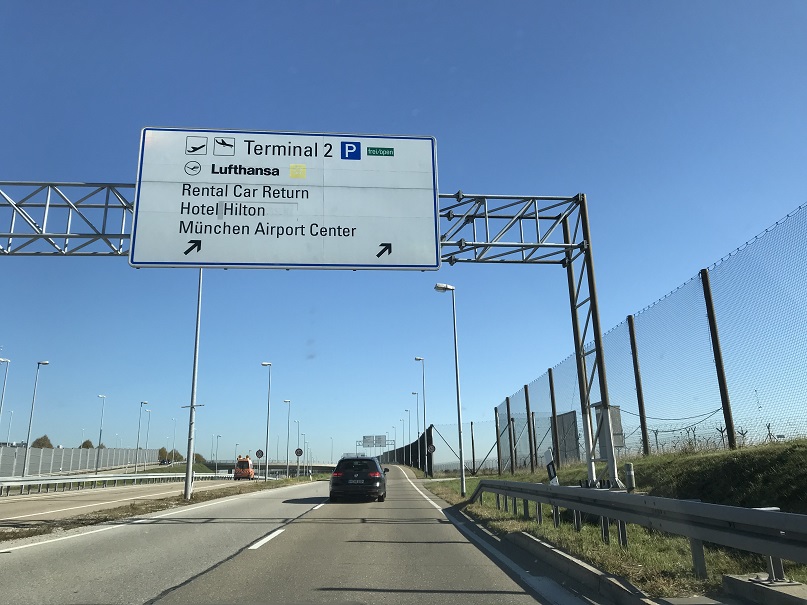 Terminal 2 P frei/open
Lufthansa
Rental Car Return
Hotel Hilton
München Airport Center